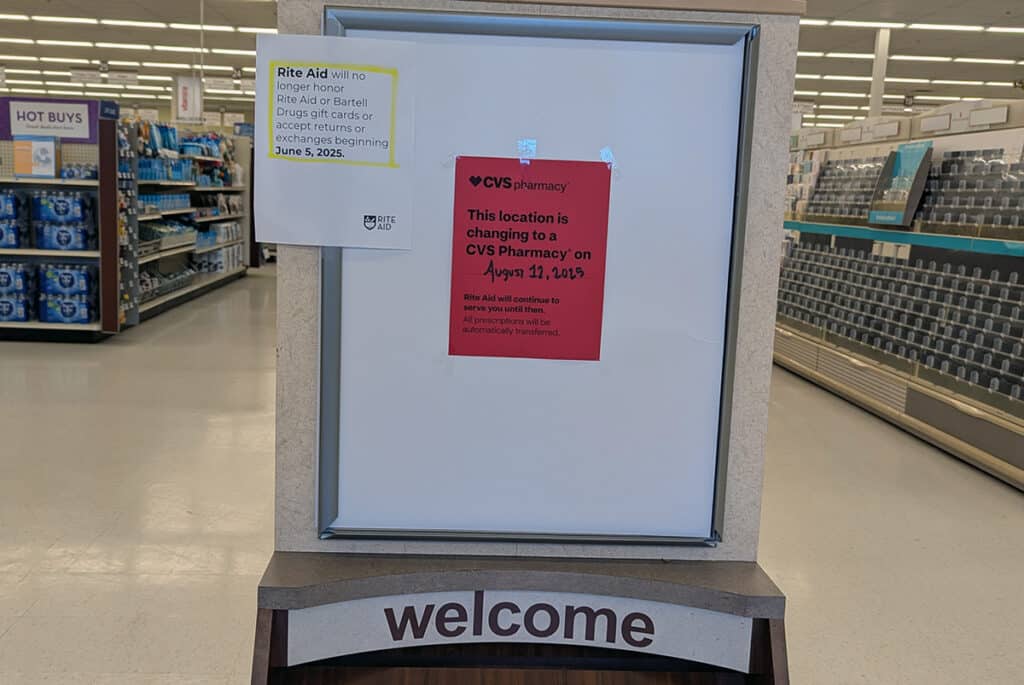 HOT BUYS
Rite Aid will no
longer honor
Rite Aid or Bartell
Drugs gift cards or
accept returns or
exchanges beginning
June 5, 2025.
RITE
AID
CVS pharmacy®
This location is
changing to a
CVS Pharmacy® on
August 12, 2025
Rite Aid will continue to
serve you until then.
All prescriptions will be
automatically transferred.
welcome